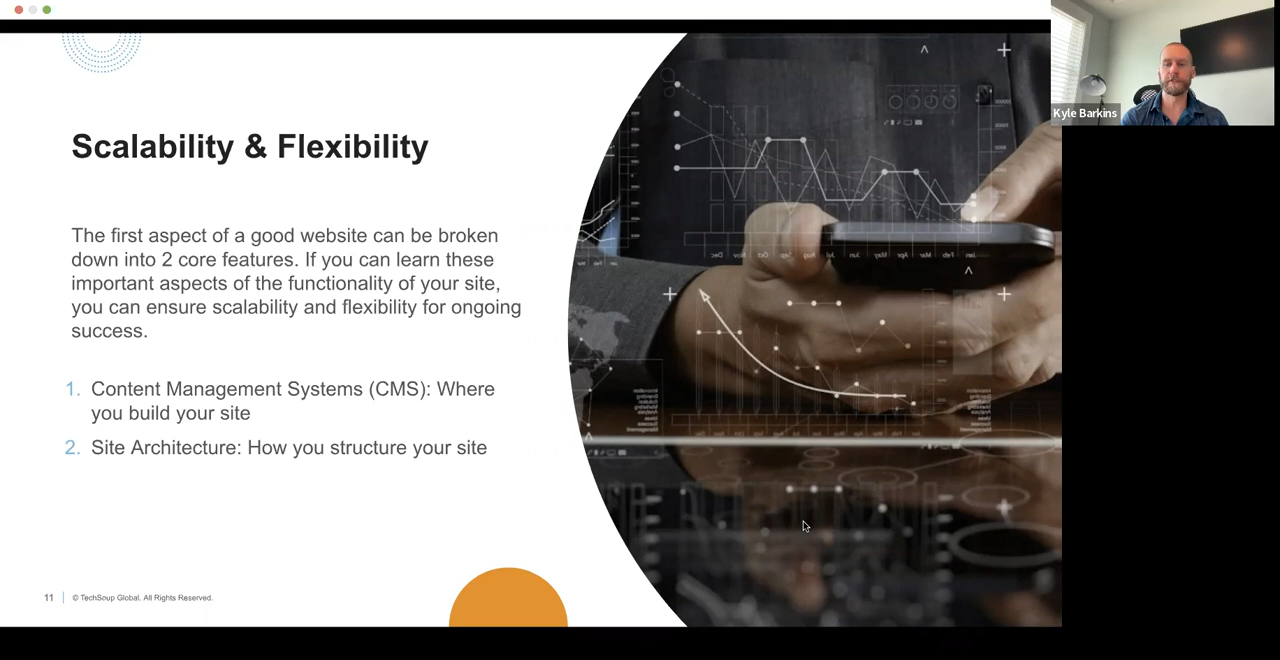 Kyle Barkins
Scalability & Flexibility
The first aspect of a good website can be broken
down into 2 core features. If you can learn these
important aspects of the functionality of your site,
you can ensure scalability and flexibility for ongoing
success.
1. Content Management Systems (CMS): Where
you build your site
2. Site Architecture: How you structure your site
11
© TechSoup Global. All Rights Reserved.